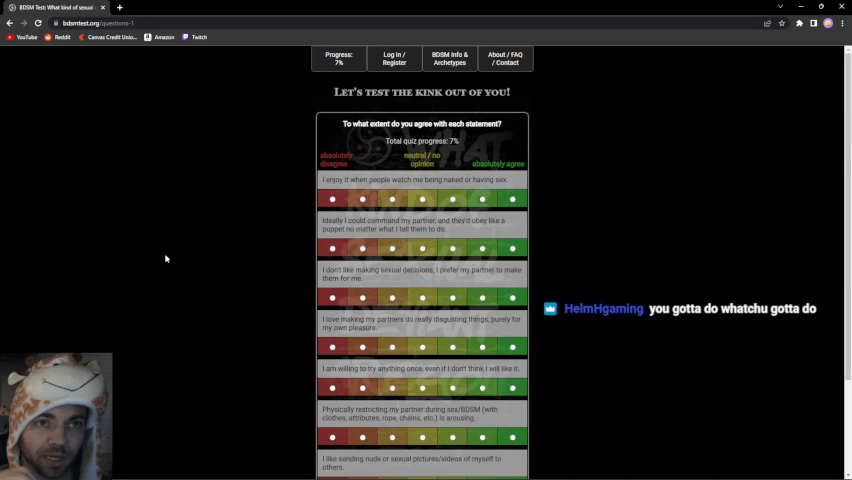 BDSM Test: What kind of sexual
bdsmtest.org/questions-1
YouTube Reddit Canvas Credit Unio... Amazon Twitch
Progress:
7%
Log In /
Register
BDSM Info &
Archetypes
About / FAQ
/ Contact
LET'S TEST THE KINK OUT OF YOU!
To what extent do you agree with each statement?
Total quiz progress: 7%
absolutely
disagree
neutral / no
opinion
absolutely agree
I enjoy it when people watch me being naked or having sex.
Ideally I could command my partner, and they'd obey like a
puppet no matter what I tell them to do.
I don't like making sexual decisions, I prefer my partner to make
them for me.
HelmHgaming you gotta do whatchu gotta do
I love making my partners do really disgusting things, purely for
my own pleasure.
I am willing to try anything once, even if I don't think I will like it.
Physically restricting my partner during sex/BDSM (with
clothes, attributes, rope, chains, etc.) is arousing.
I like sending nude or sexual pictures/videos of myself to
others.